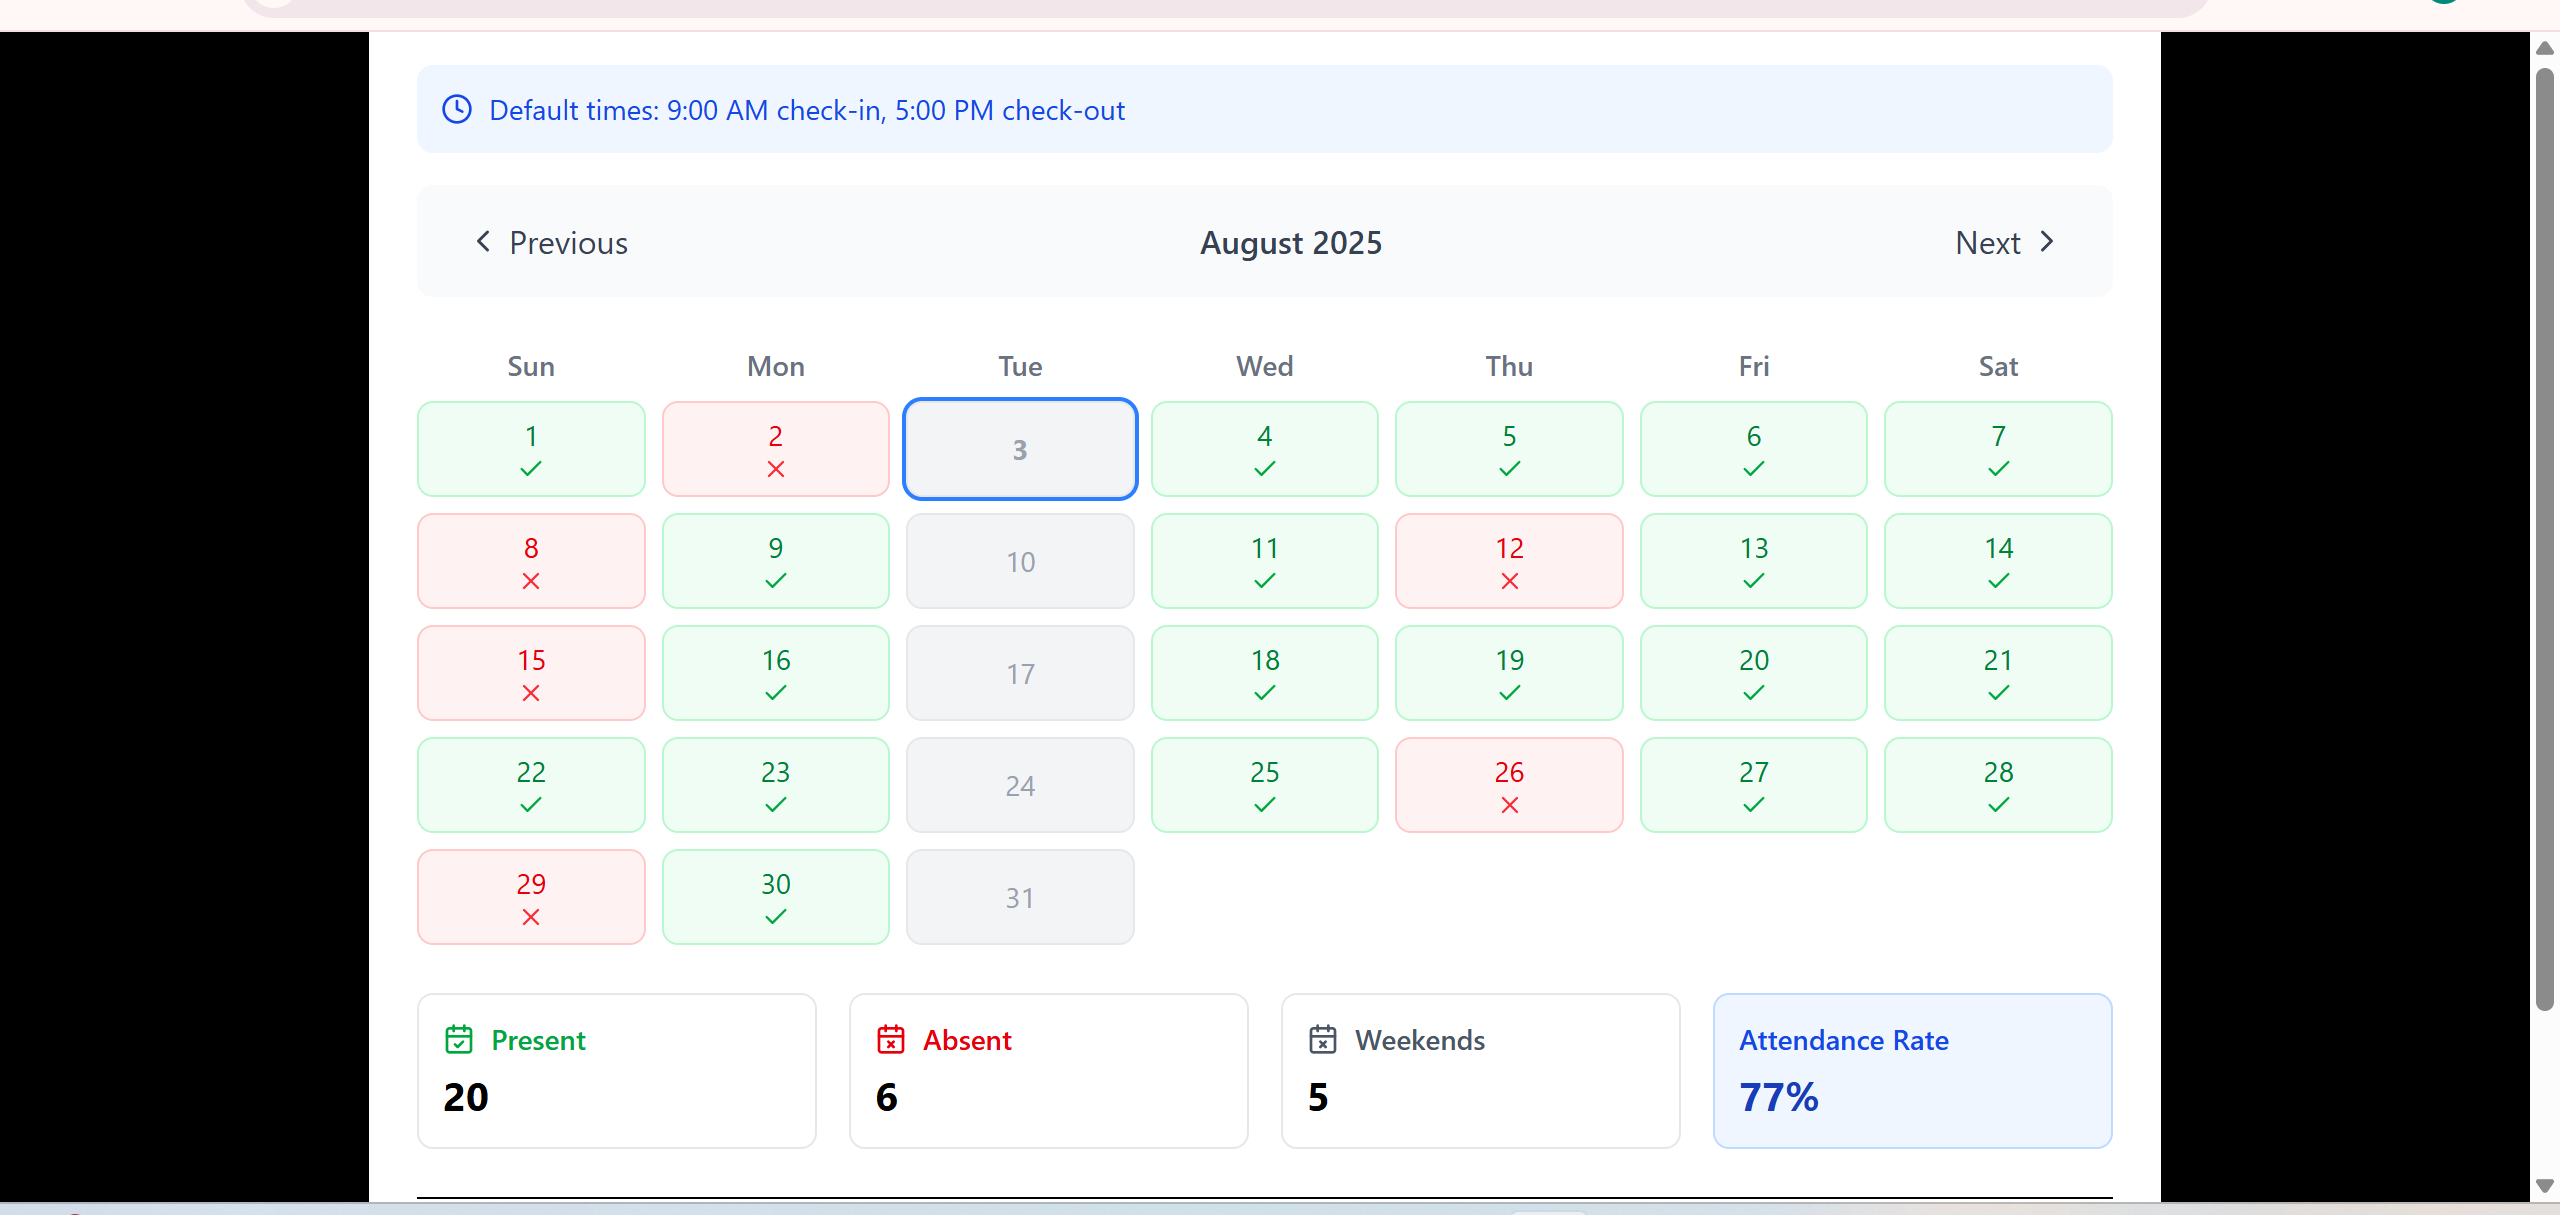 Default times: 9:00 AM check-in, 5:00 PM check-out
Previous August 2025 Next
Sun Mon Tue Wed Thu Fri Sat
1 2 3 4 5 6 7
8 9 10 11 12 13 14
15 16 17 18 19 20 21
22 23 24 25 26 27 28
29 30 31
Present Absent Weekends Attendance Rate
20 6 5 77%